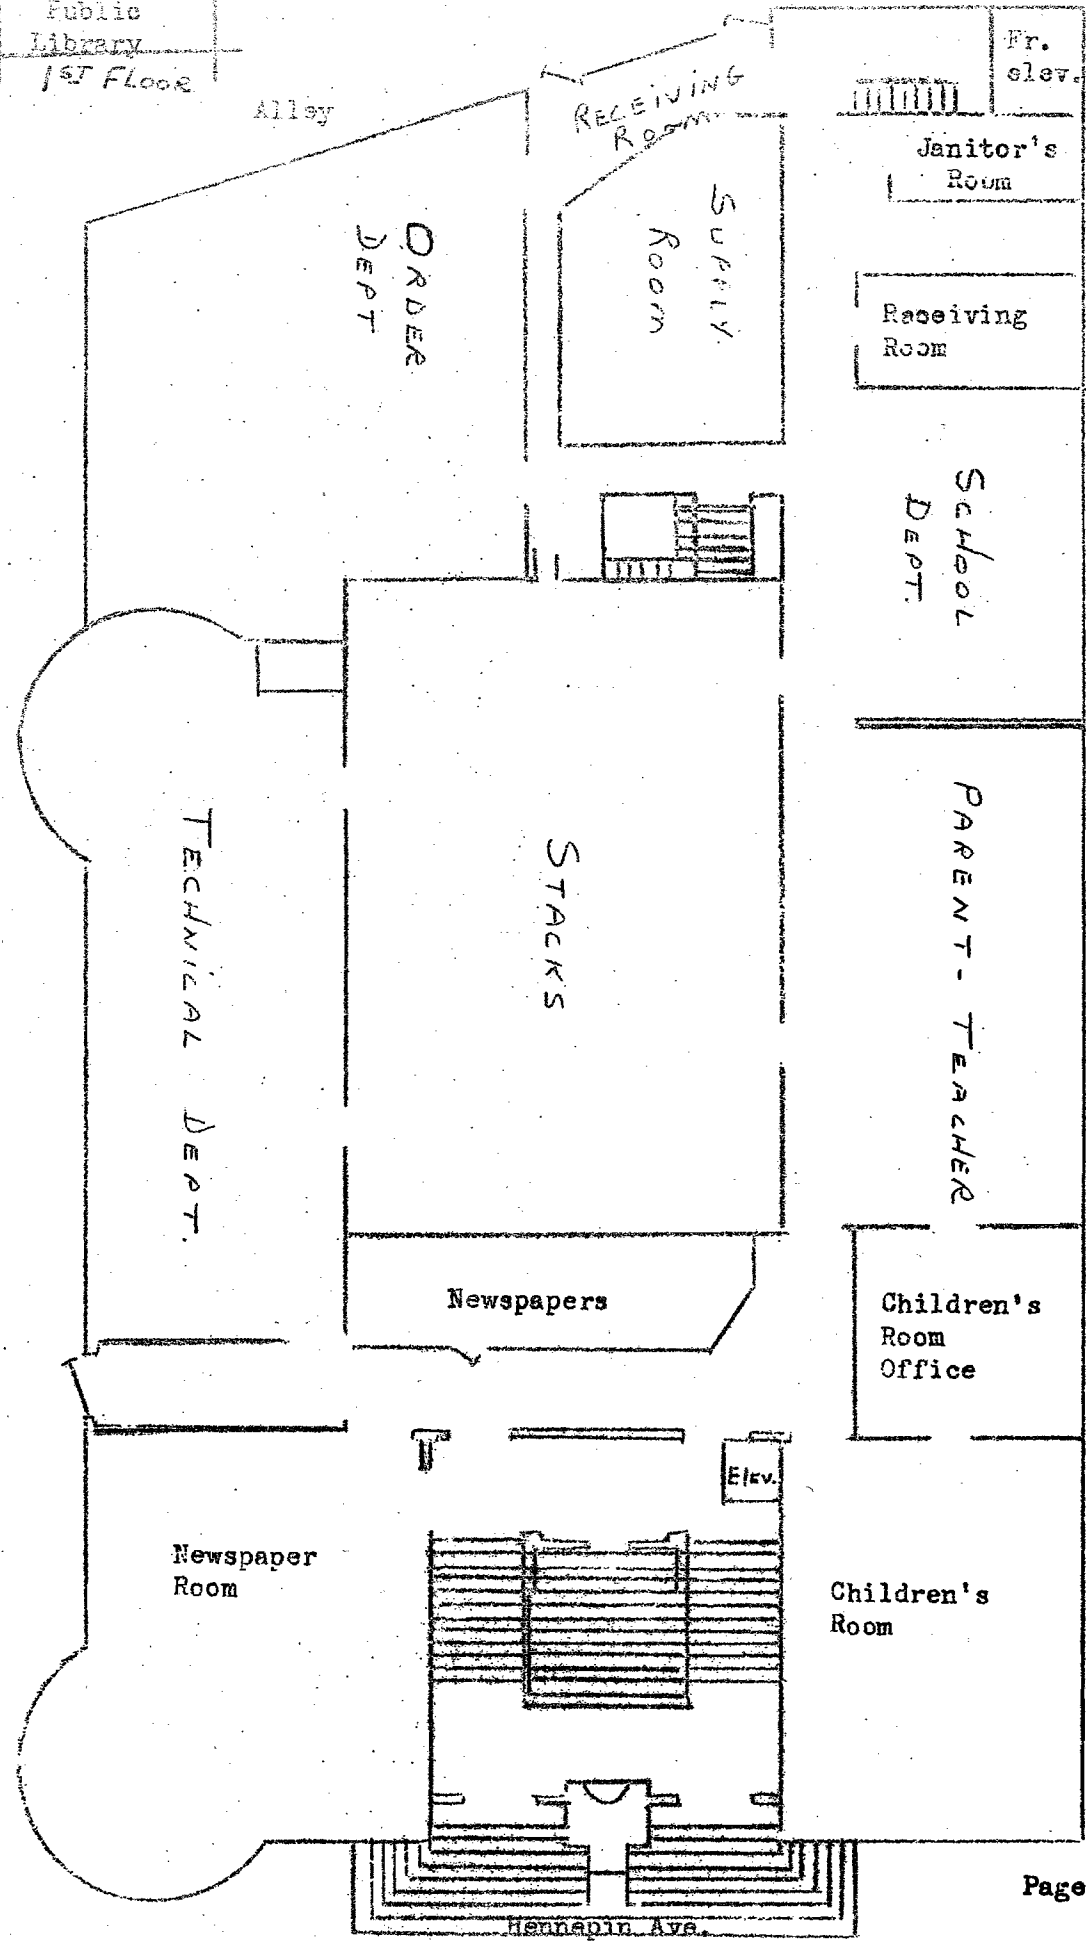 Public
Library
1ST FLOOR
Alley
RECEIVING
ROOM
Fr.
elev.
Janitor's
Room
SUPPLY
ROOM
ORDER
DEPT
Receiving
Room
SCHOOL
DEPT.
TECHNICAL DEPT.
STACKS
PARENT-TEACHER
Newspapers
Children's
Room
Office
Elev.
Newspaper
Room
Children's
Room
Page
Hennepin Ave.